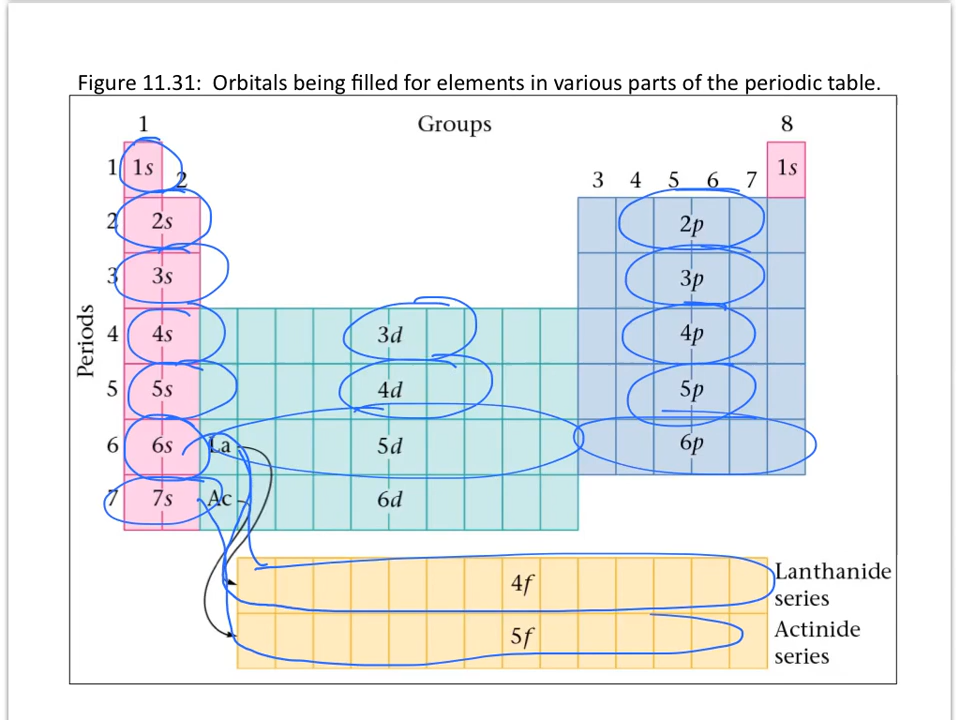 Figure 11.31: Orbitals being filled for elements in various parts of the periodic table.
1 Groups 8
1 1s 2 3 4 5 6 7 1s
2 2s 2p
3 3s 3p
Periods
4 4s 3d 4p
5 5s 4d 5p
6 6s La 5d 6p
7 7s Ac 6d
4f Lanthanide
series
5f Actinide
series